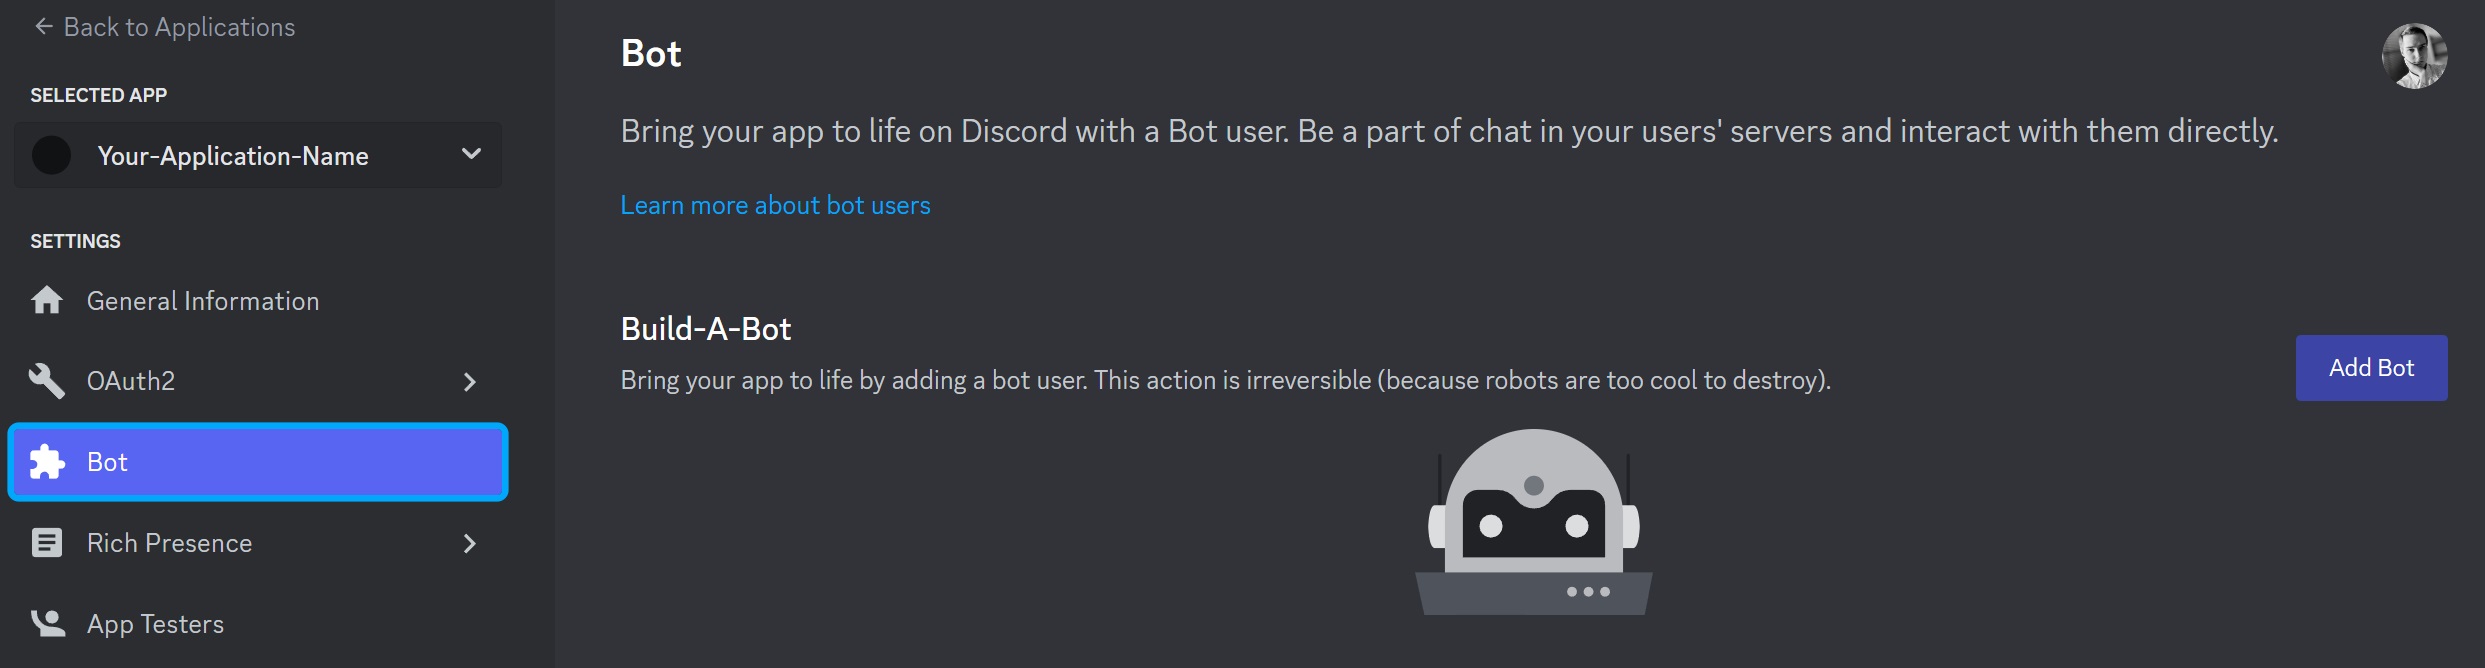 Back to Applications
SELECTED APP
Your-Application-Name
SETTINGS
General Information
OAuth2
Bot
Rich Presence
App Testers
Bot
Bring your app to life on Discord with a Bot user. Be a part of chat in your users' servers and interact with them directly.
Learn more about bot users
Build-A-Bot
Bring your app to life by adding a bot user. This action is irreversible (because robots are too cool to destroy).
Add Bot